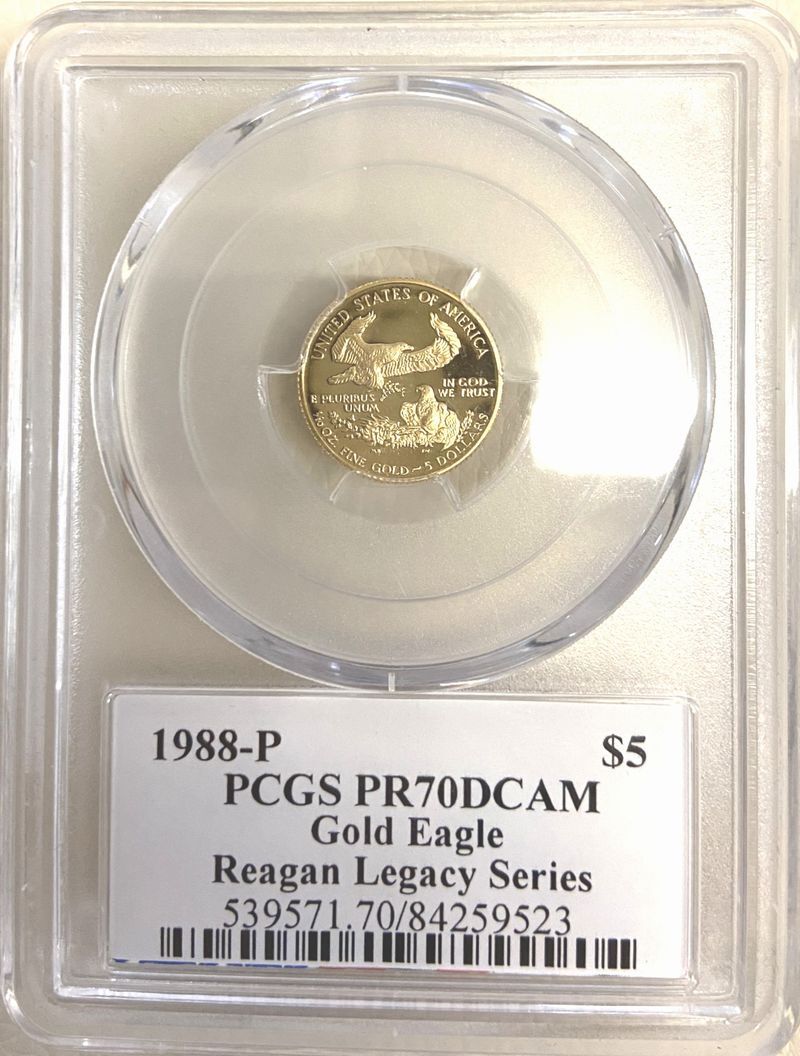 UNITED STATES OF AMERICA
IN GOD
WE TRUST
E PLURIBUS
UNUM
1/10 OZ. FINE GOLD~5 DOLLARS
1988-P $5
PCGS PR70DCAM
Gold Eagle
Reagan Legacy Series
539571.70/84259523